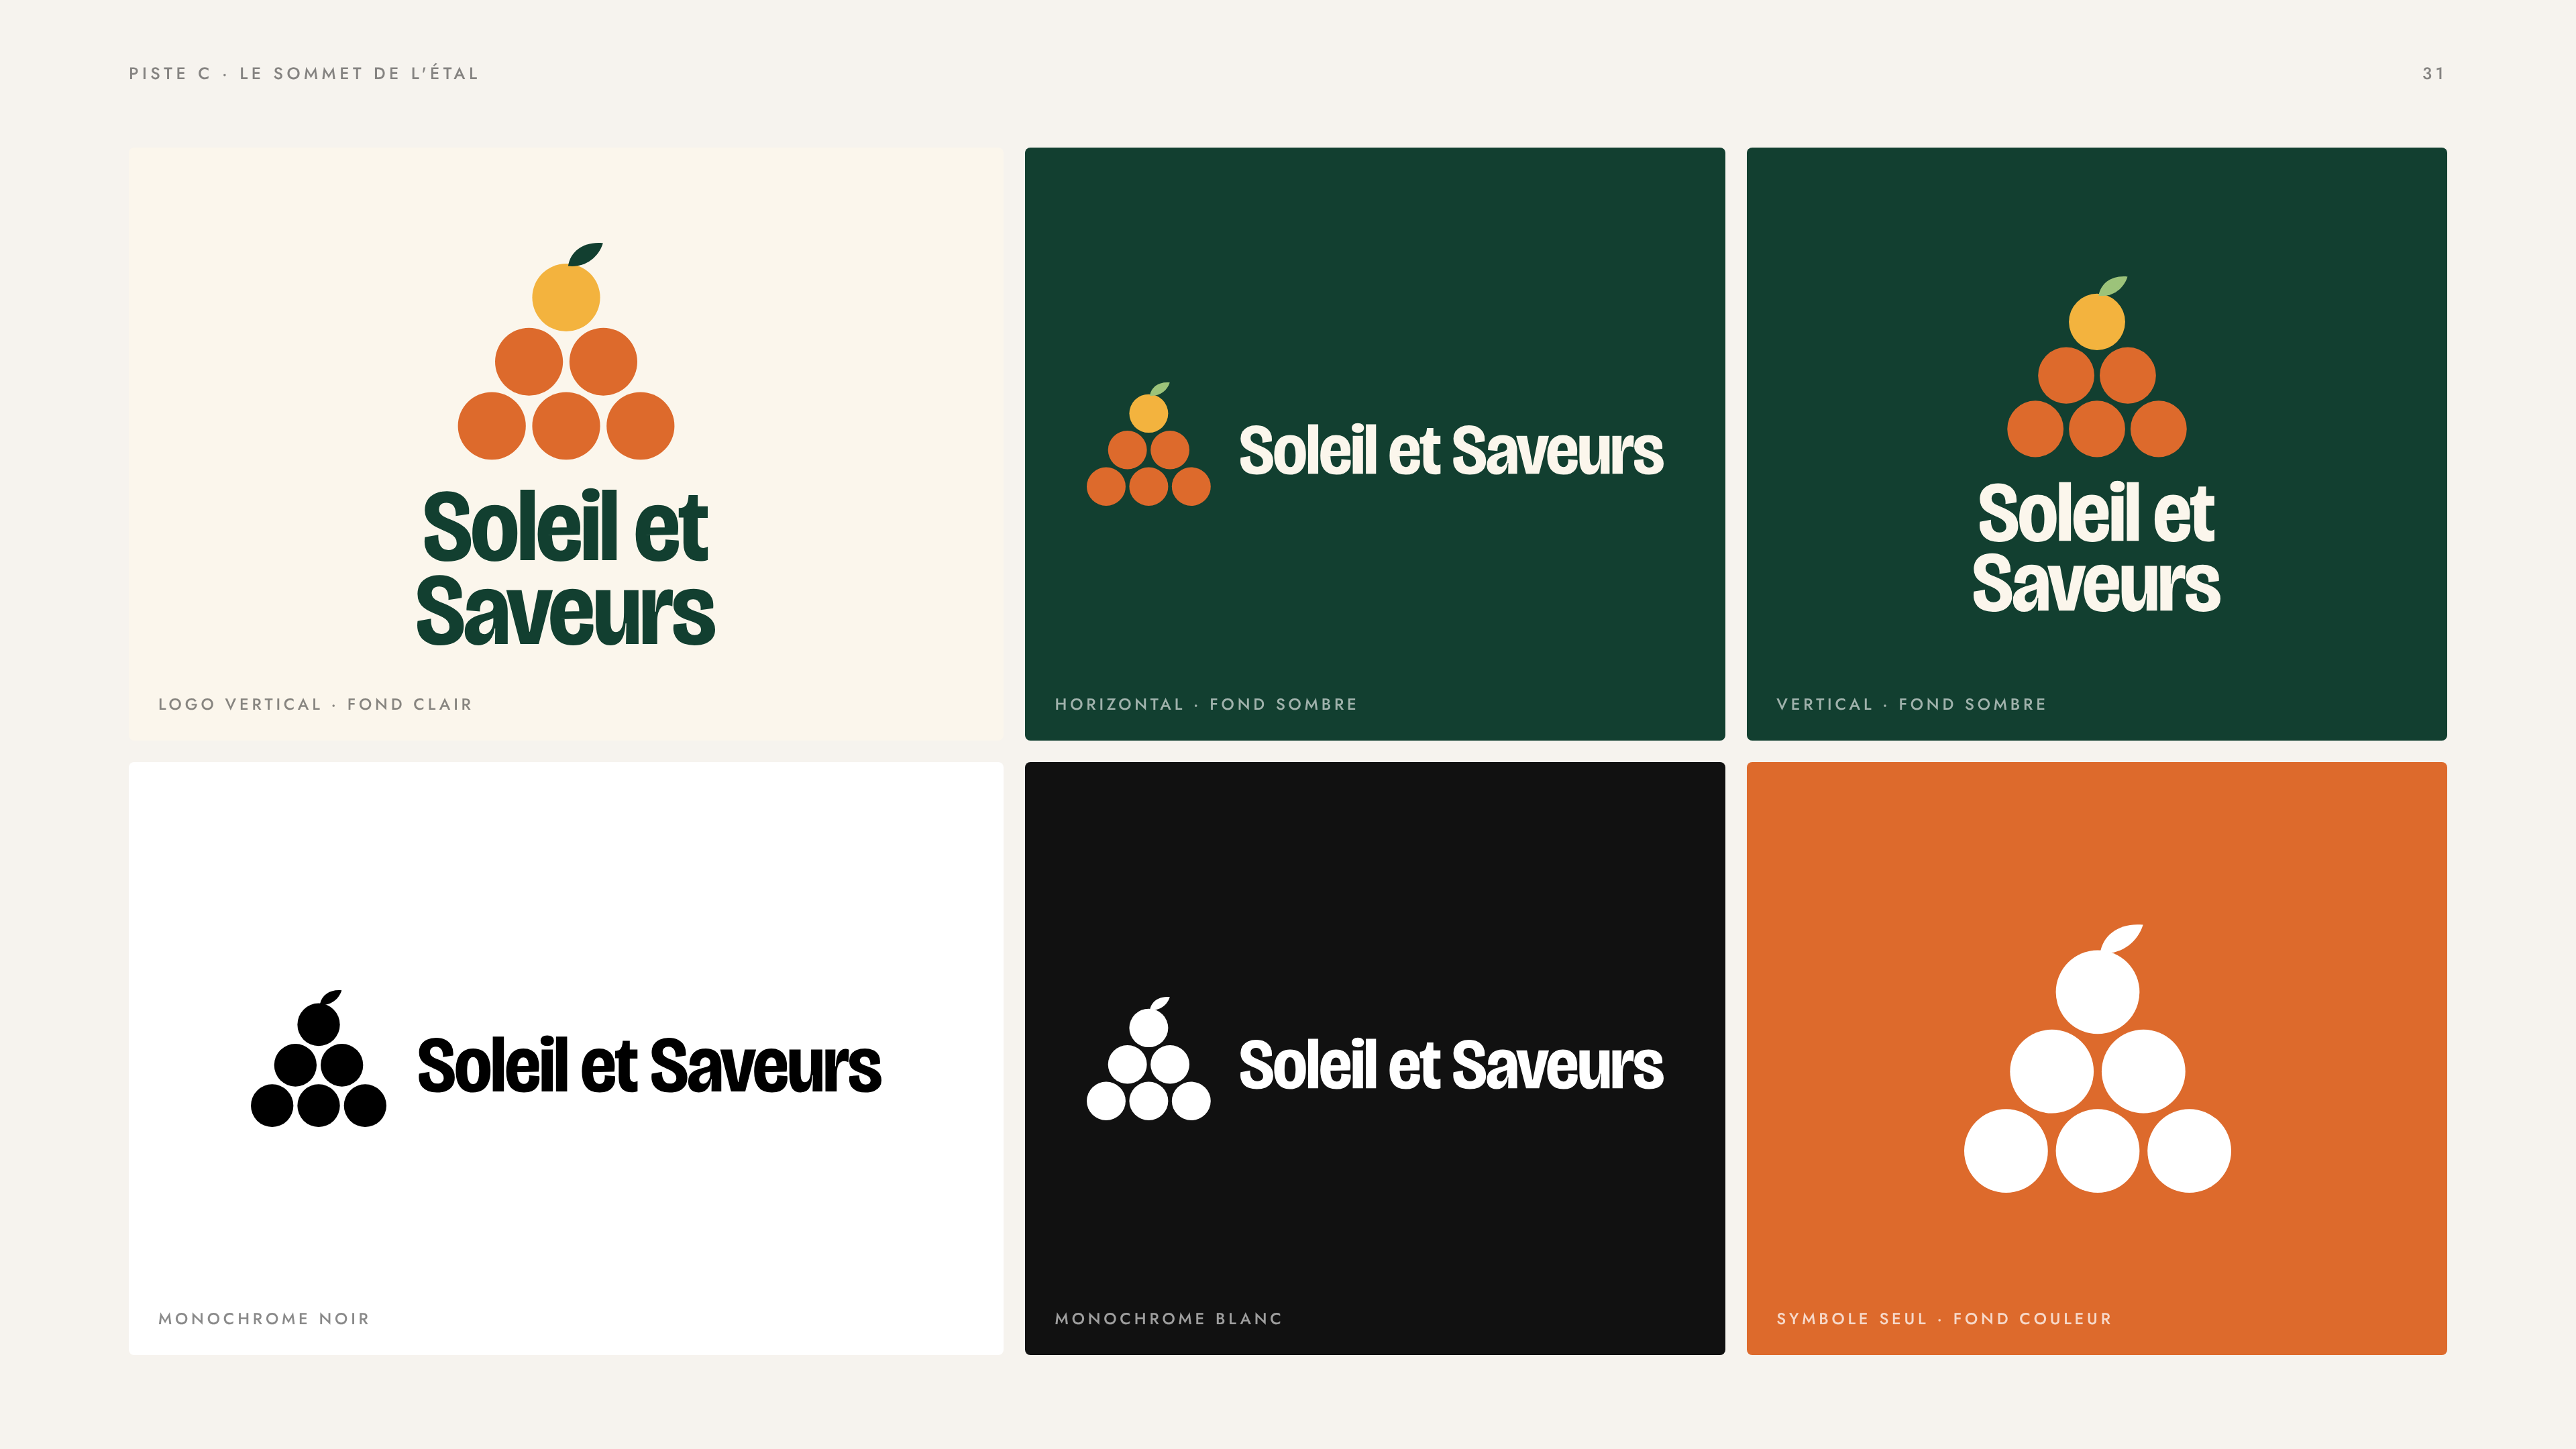 PISTE C · LE SOMMET DE L'ÉTAL
31
Soleil et
Saveurs
LOGO VERTICAL · FOND CLAIR
Soleil et Saveurs
HORIZONTAL · FOND SOMBRE
Soleil et
Saveurs
VERTICAL · FOND SOMBRE
Soleil et Saveurs
MONOCHROME NOIR
Soleil et Saveurs
MONOCHROME BLANC
SYMBOLE SEUL · FOND COULEUR